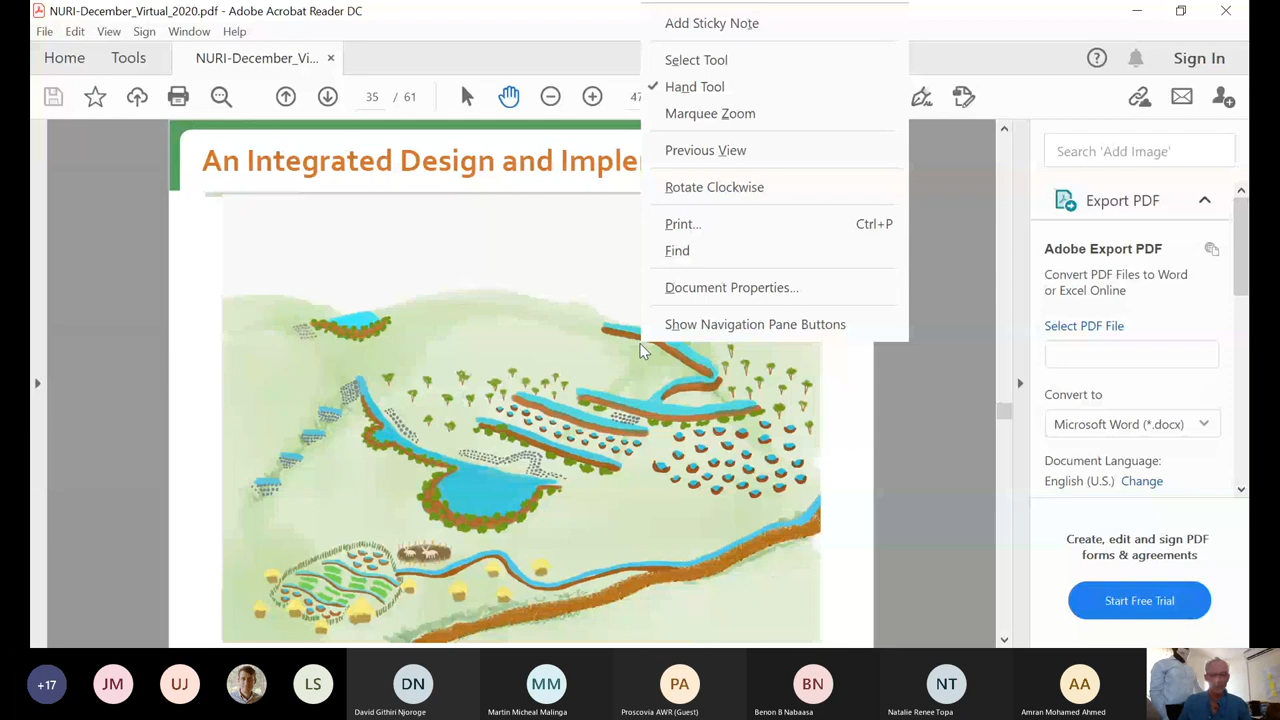 NURI-December_Virtual_2020.pdf - Adobe Acrobat Reader DC
File Edit View Sign Window Help
Home Tools NURI-December_Vi... × Sign In
35 / 61 47
An Integrated Design and Imple
Add Sticky Note
Select Tool
Hand Tool
Marquee Zoom
Previous View
Rotate Clockwise
Print... Ctrl+P
Find
Document Properties...
Show Navigation Pane Buttons
Search 'Add Image'
Export PDF
Adobe Export PDF
Convert PDF Files to Word
or Excel Online
Select PDF File
Convert to
Microsoft Word (*.docx)
Document Language:
English (U.S.) Change
Create, edit and sign PDF
forms & agreements
Start Free Trial
+17 JM UJ LS DN MM PA BN NT AA
David Githiri Njoroge Martin Micheal Malinga Proscovia AWR (Guest) Benon B Nabaasa Natalie Renee Topa Amran Mohamed Ahmed